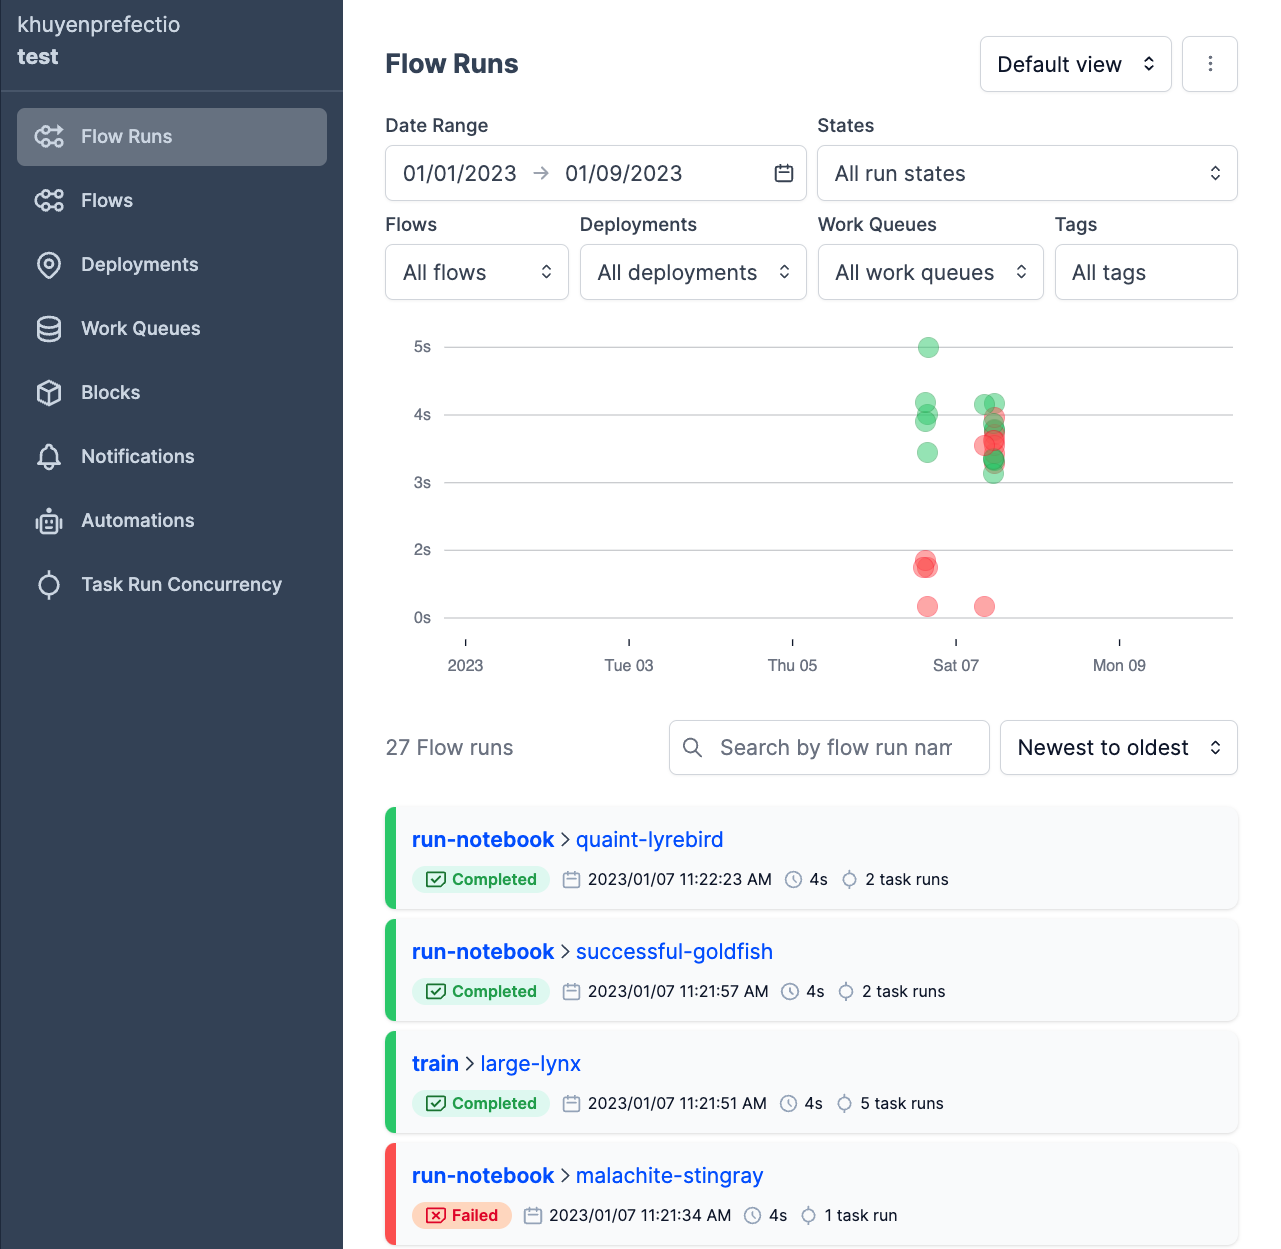 khuyenprefectio
test
Flow Runs
Flows
Deployments
Work Queues
Blocks
Notifications
Automations
Task Run Concurrency
Flow Runs
Default view
Date Range
States
01/01/2023 → 01/09/2023
All run states
Flows
Deployments
Work Queues
Tags
All flows
All deployments
All work queues
All tags
5s
4s
3s
2s
0s
2023 Tue 03 Thu 05 Sat 07 Mon 09
27 Flow runs
Search by flow run nam
Newest to oldest
run-notebook > quaint-lyrebird
Completed 2023/01/07 11:22:23 AM 4s 2 task runs
run-notebook > successful-goldfish
Completed 2023/01/07 11:21:57 AM 4s 2 task runs
train > large-lynx
Completed 2023/01/07 11:21:51 AM 4s 5 task runs
run-notebook > malachite-stingray
Failed 2023/01/07 11:21:34 AM 4s 1 task run